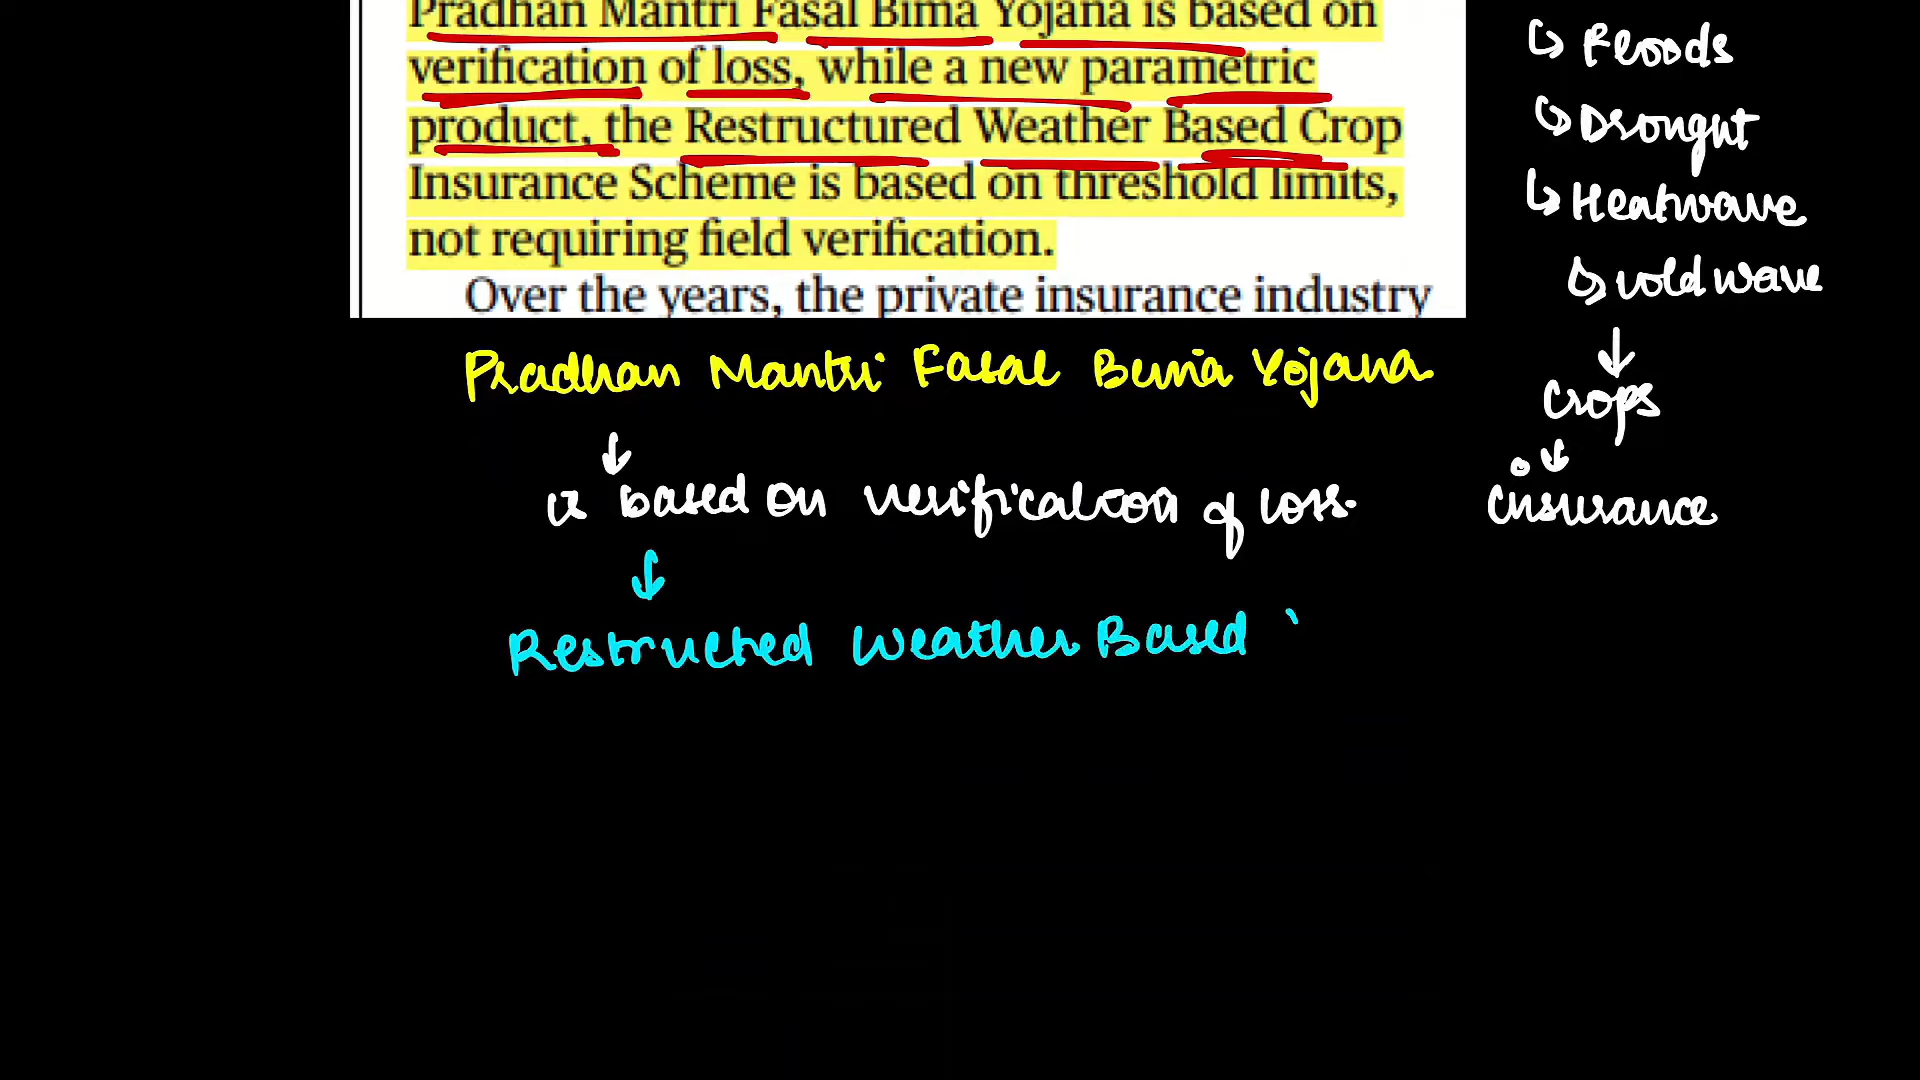 Pradhan Mantri Fasal Bima Yojana is based on
verification of loss, while a new parametric
product, the Restructured Weather Based Crop
Insurance Scheme is based on threshold limits,
not requiring field verification.
Over the years, the private insurance industry
Pradhan Mantri Fasal Bima Yojana
is based on verification of loss.
Restructed Weather Based
Floods
Drought
Heatwave
coldwave
Crops
insurance